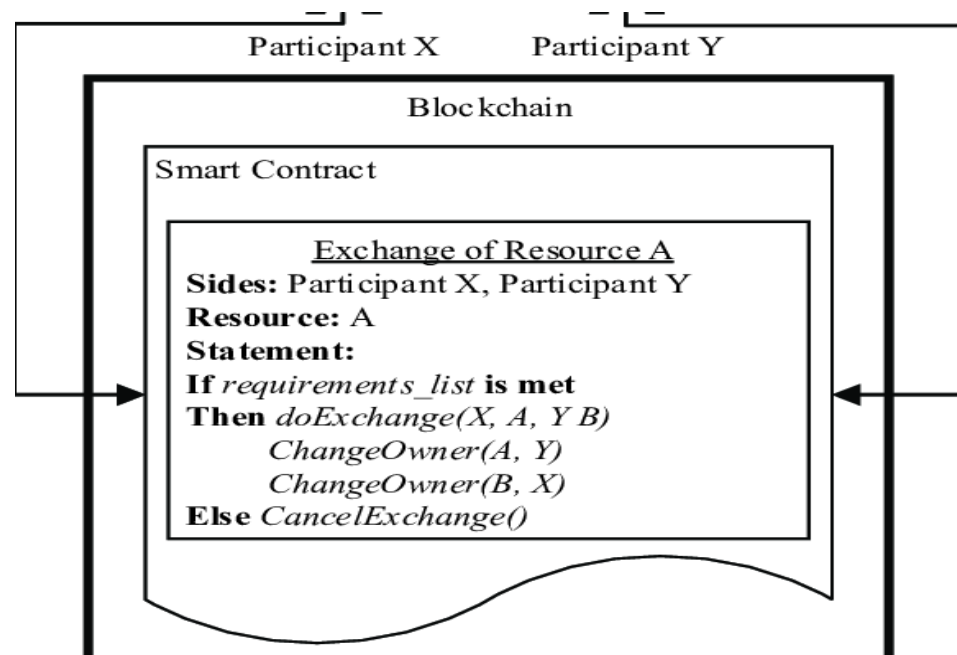 Participant X
Participant Y
Blockchain
Smart Contract
Exchange of Resource A
Sides: Participant X, Participant Y
Resource: A
Statement:
If requirements_list is met
Then doExchange(X, A, Y B)
ChangeOwner(A, Y)
ChangeOwner(B, X)
Else CancelExchange()